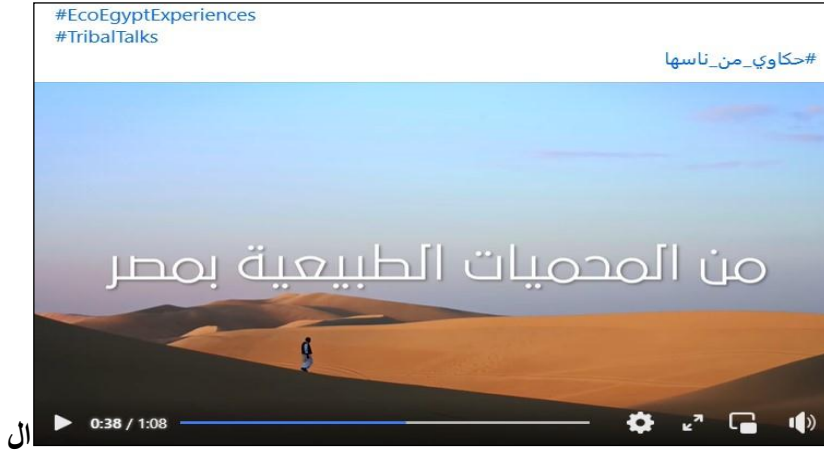 #EcoEgyptExperiences
#TribalTalks
#حكاوي_من_ناسها
من المحميات الطبيعية بمصر
0:38 / 1:08
ال